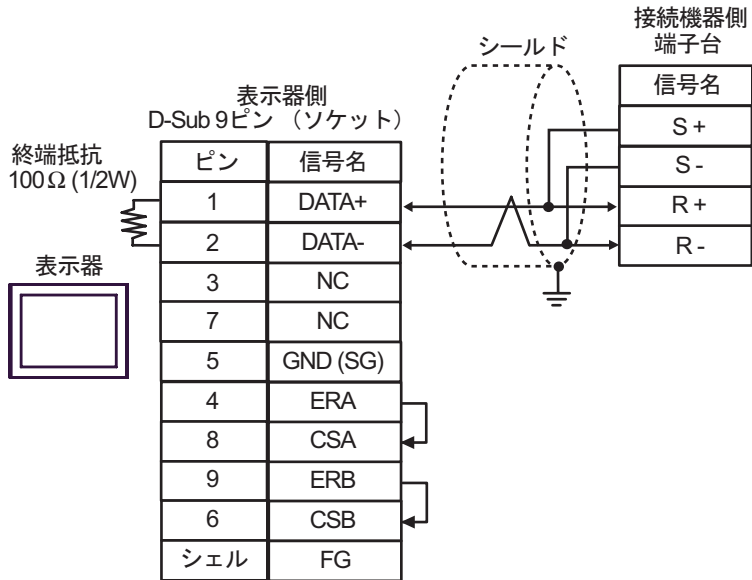 接続機器側
端子台
シールド
信号名
S +
S -
R +
R -
表示器側
D-Sub 9ピン （ソケット）
終端抵抗
100Ω (1/2W)
表示器
ピン 信号名
1 DATA+
2 DATA-
3 NC
7 NC
5 GND (SG)
4 ERA
8 CSA
9 ERB
6 CSB
シェル FG